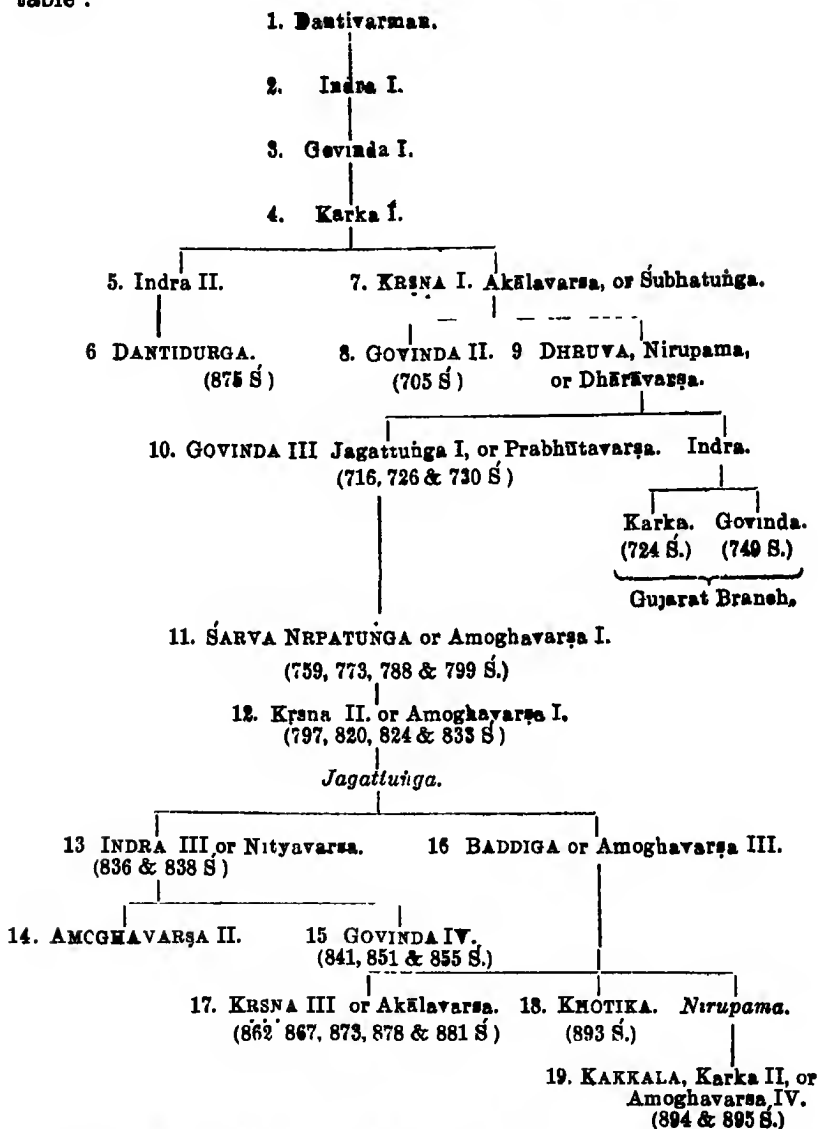 table :
1. Dantivarman.
2. Indra I.
3. Govinda I.
4. Karka I.
5. Indra II. 7. KRṢNA I. Akālavarsa, or Śubhatuṅga.
6 DANTIDURGA. 8. GOVINDA II. 9 DHRUVA, Nirupama,
(675 Ś) (705 Ś) or Dhārāvarṣa.
10. GOVINDA III Jagattuṅga I, or Prabhūtavarṣa. Indra.
(716, 726 & 730 Ś)
Karka. Govinda.
(724 Ś.) (749 S.)
Gujarat Branch,
11. ŚARVA NRPATUṄGA or Amoghavarṣa I.
(759, 773, 788 & 799 Ś.)
12. Kṛsna II. or Amoghavarṣa I.
(797, 820, 824 & 833 Ś)
Jagattuṅga.
13 INDRA III or Nityavarsa. 16 BADDIGA or Amoghavarṣa III.
(836 & 838 Ś)
14. AMOGHAVARṢA II. 15 GOVINDA IV.
(841, 851 & 855 Ś.)
17. KRSNA III or Akālavarsa. 18. KHOTIKA. Nirupama.
(862 867, 873, 878 & 881 Ś) (893 Ś.)
19. KAKKALA, Karka II, or
Amoghavarsa IV.
(894 & 895 Ś.)